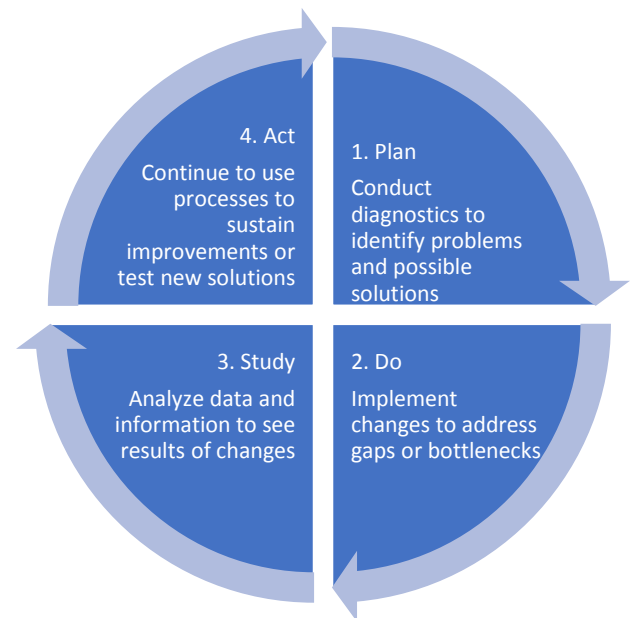 1. Plan
Conduct
diagnostics to
identify problems
and possible
solutions
2. Do
Implement
changes to address
gaps or bottlenecks
3. Study
Analyze data and
information to see
results of changes
4. Act
Continue to use
processes to
sustain
improvements or
test new solutions